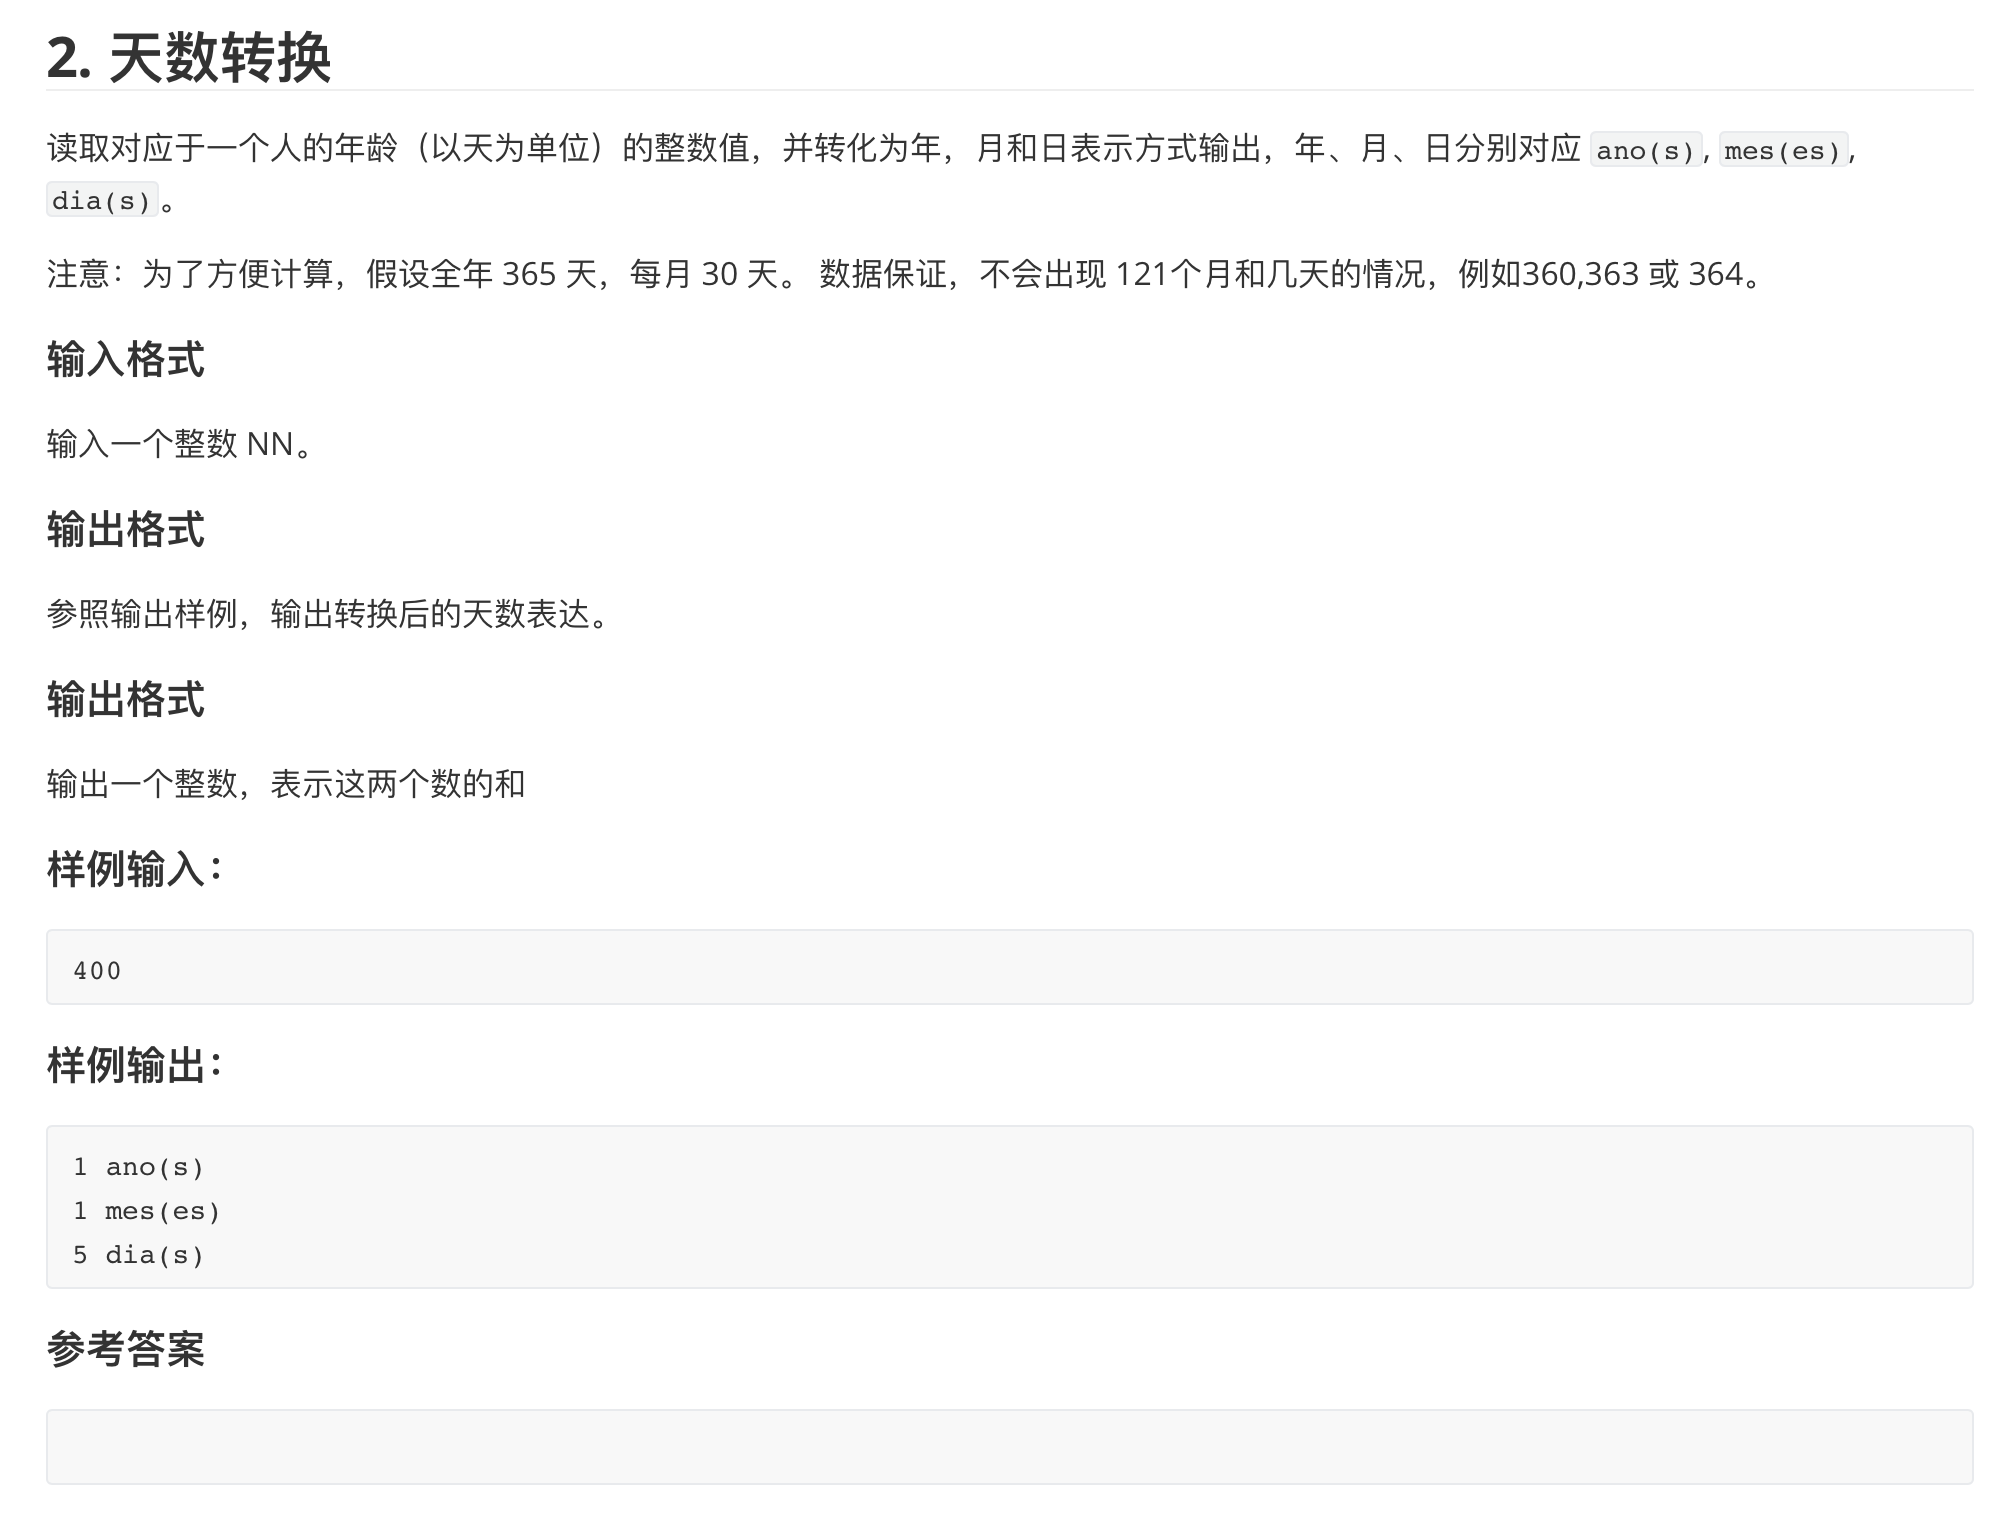 2. 天数转换
读取对应于一个人的年龄（以天为单位）的整数值，并转化为年，月和日表示方式输出，年、月、日分别对应 ano(s), mes(es),
dia(s)。
注意：为了方便计算，假设全年 365 天，每月 30 天。 数据保证，不会出现 121个月和几天的情况，例如360,363 或 364。
输入格式
输入一个整数 NN。
输出格式
参照输出样例，输出转换后的天数表达。
输出格式
输出一个整数，表示这两个数的和
样例输入：
400
样例输出：
1 ano(s)
1 mes(es)
5 dia(s)
参考答案